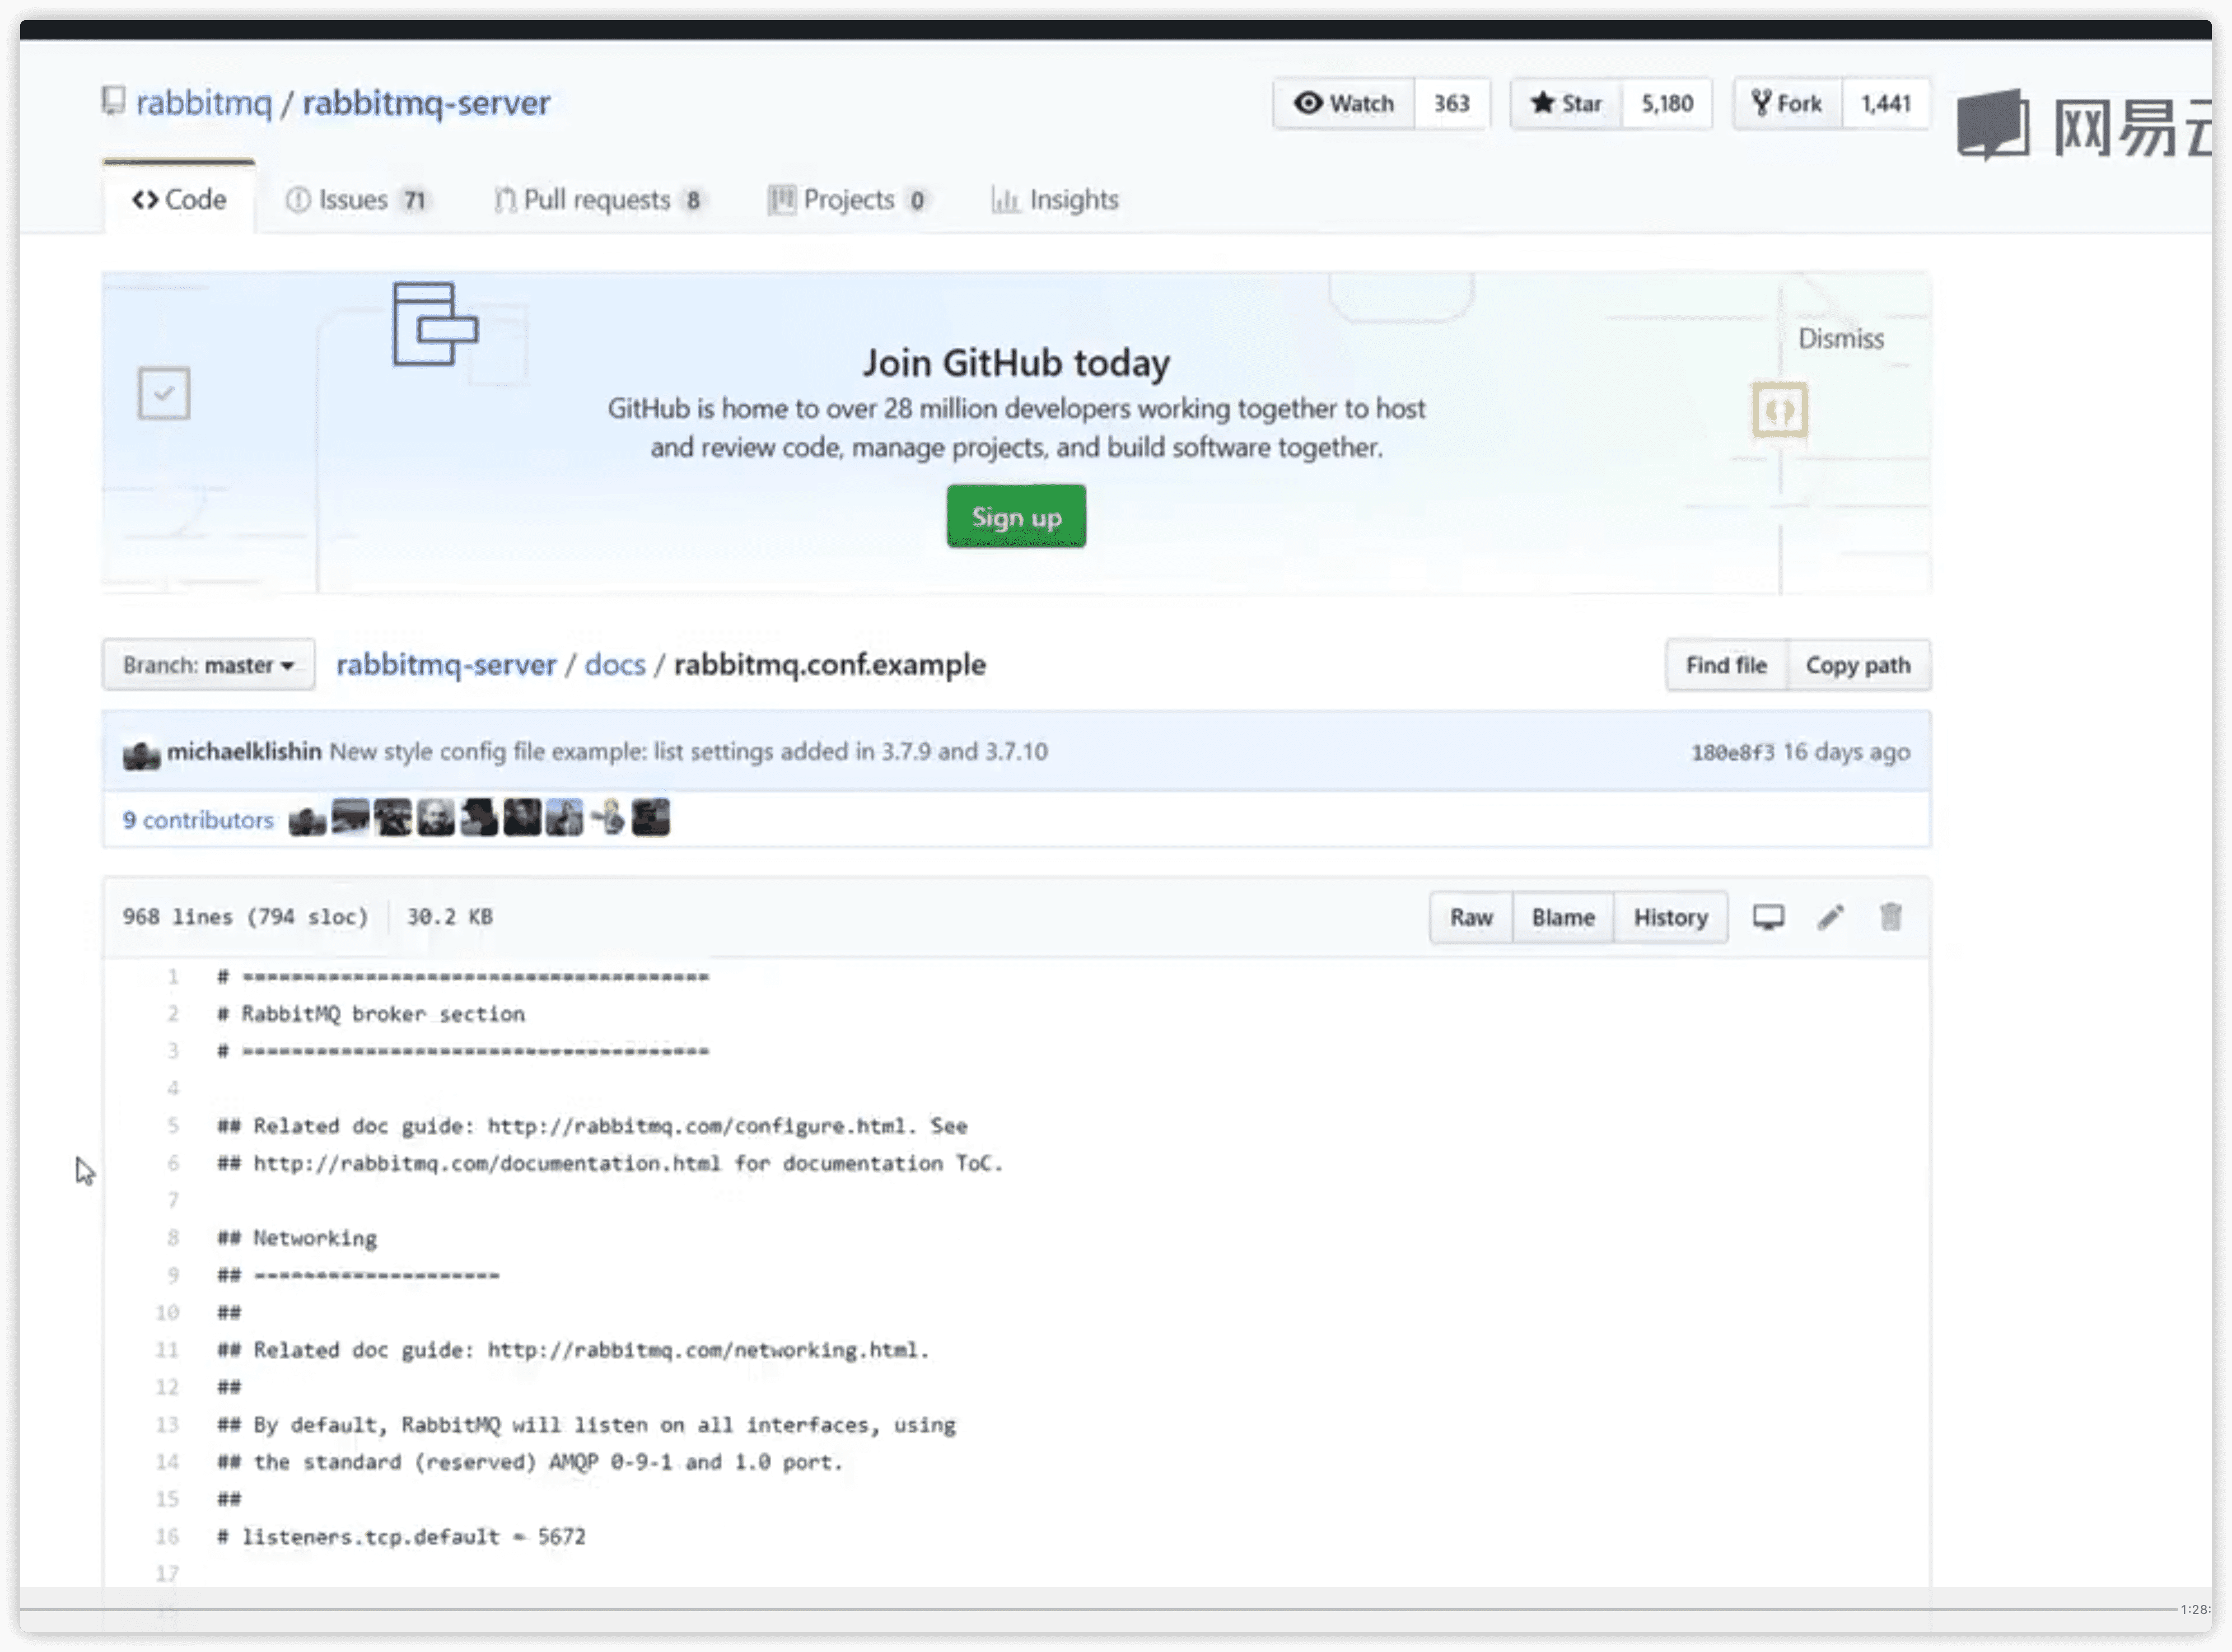 rabbitmq / rabbitmq-server
Watch 363 Star 5,180 Fork 1,441
网易云
Code Issues 71 Pull requests 8 Projects 0 Insights
Dismiss
Join GitHub today
GitHub is home to over 28 million developers working together to host
and review code, manage projects, and build software together.
Sign up
Branch: master rabbitmq-server / docs / rabbitmq.conf.example Find file Copy path
michaelklishin New style config file example: list settings added in 3.7.9 and 3.7.10 180e8f3 16 days ago
9 contributors
968 lines (794 sloc) 30.2 KB Raw Blame History
1 # ======================================
2 # RabbitMQ broker section
3 # ======================================
4
5 ## Related doc guide: http://rabbitmq.com/configure.html. See
6 ## http://rabbitmq.com/documentation.html for documentation ToC.
7
8 ## Networking
9 ## ====================
10 ##
11 ## Related doc guide: http://rabbitmq.com/networking.html.
12 ##
13 ## By default, RabbitMQ will listen on all interfaces, using
14 ## the standard (reserved) AMQP 0-9-1 and 1.0 port.
15 ##
16 # listeners.tcp.default = 5672
17
1:28: